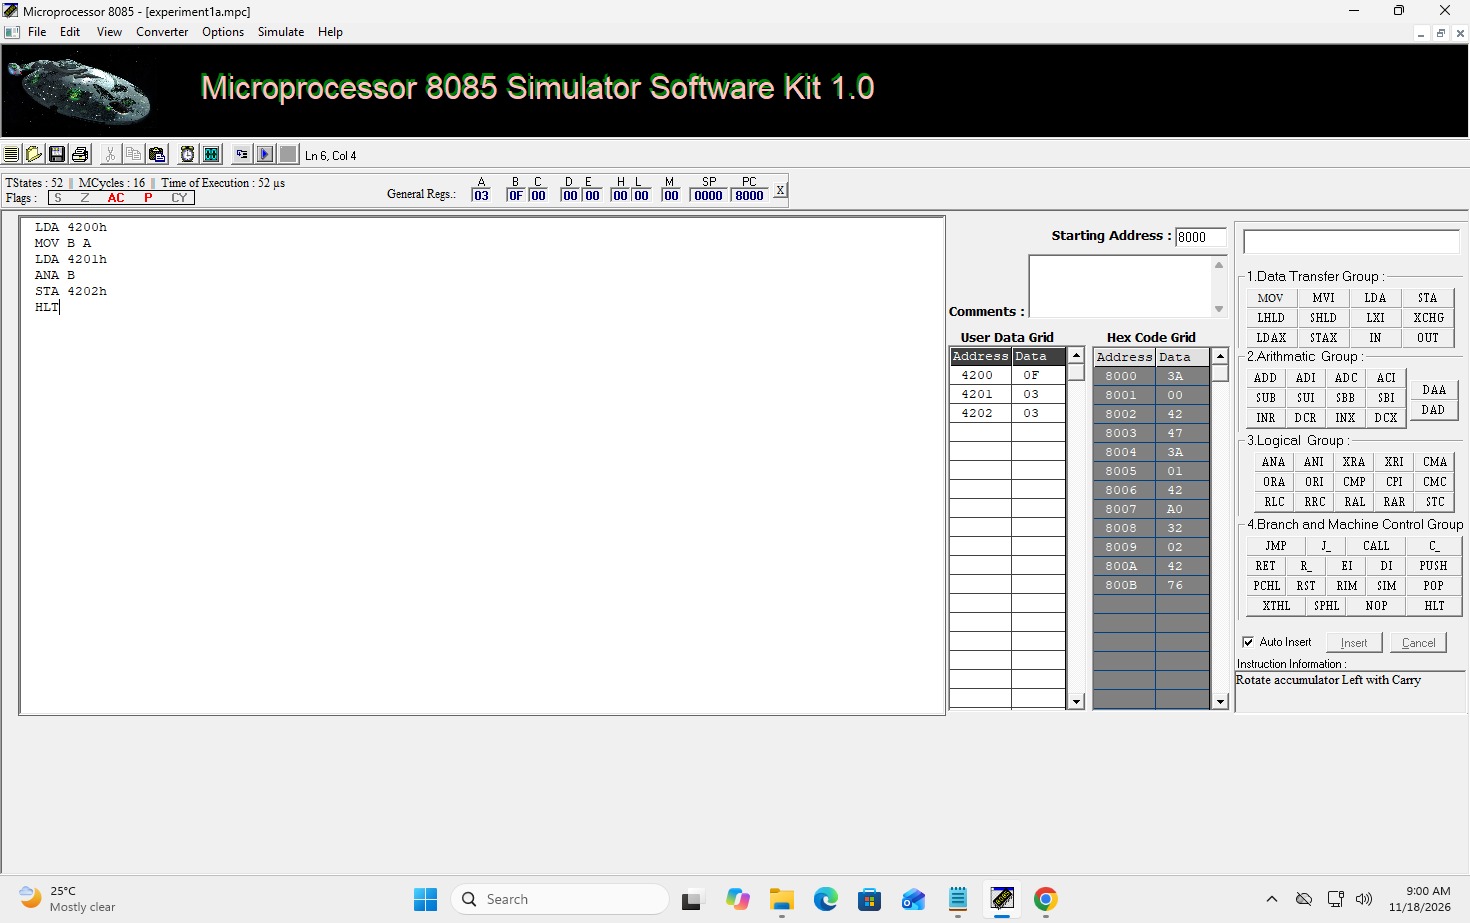 Microprocessor 8085 - [experiment1a.mpc]
File Edit View Converter Options Simulate Help
Microprocessor 8085 Simulator Software Kit 1.0
Ln 6, Col 4
TStates : 52 || MCycles : 16 || Time of Execution : 52 µs
Flags : S Z AC P CY
General Regs.:
A B C D E H L M SP PC
03 0F 00 00 00 00 00 00 0000 8000 X
LDA 4200h
MOV B A
LDA 4201h
ANA B
STA 4202h
HLT
Starting Address : 8000
Comments :
User Data Grid
Address Data
4200 0F
4201 03
4202 03
Hex Code Grid
Address Data
8000 3A
8001 00
8002 42
8003 47
8004 3A
8005 01
8006 42
8007 A0
8008 32
8009 02
800A 42
800B 76
1.Data Transfer Group :
MOV MVI LDA STA
LHLD SHLD LXI XCHG
LDAX STAX IN OUT
2.Arithmatic Group :
ADD ADI ADC ACI
SUB SUI SBB SBI
INR DCR INX DCX
DAA
DAD
3.Logical Group :
ANA ANI XRA XRI CMA
ORA ORI CMP CPI CMC
RLC RRC RAL RAR STC
4.Branch and Machine Control Group
JMP J_ CALL C_
RET R_ EI DI PUSH
PCHL RST RIM SIM POP
XTHL SPHL NOP HLT
Auto Insert Insert Cancel
Instruction Information :
Rotate accumulator Left with Carry
25°C
Mostly clear
Search
9:00 AM
11/18/2026